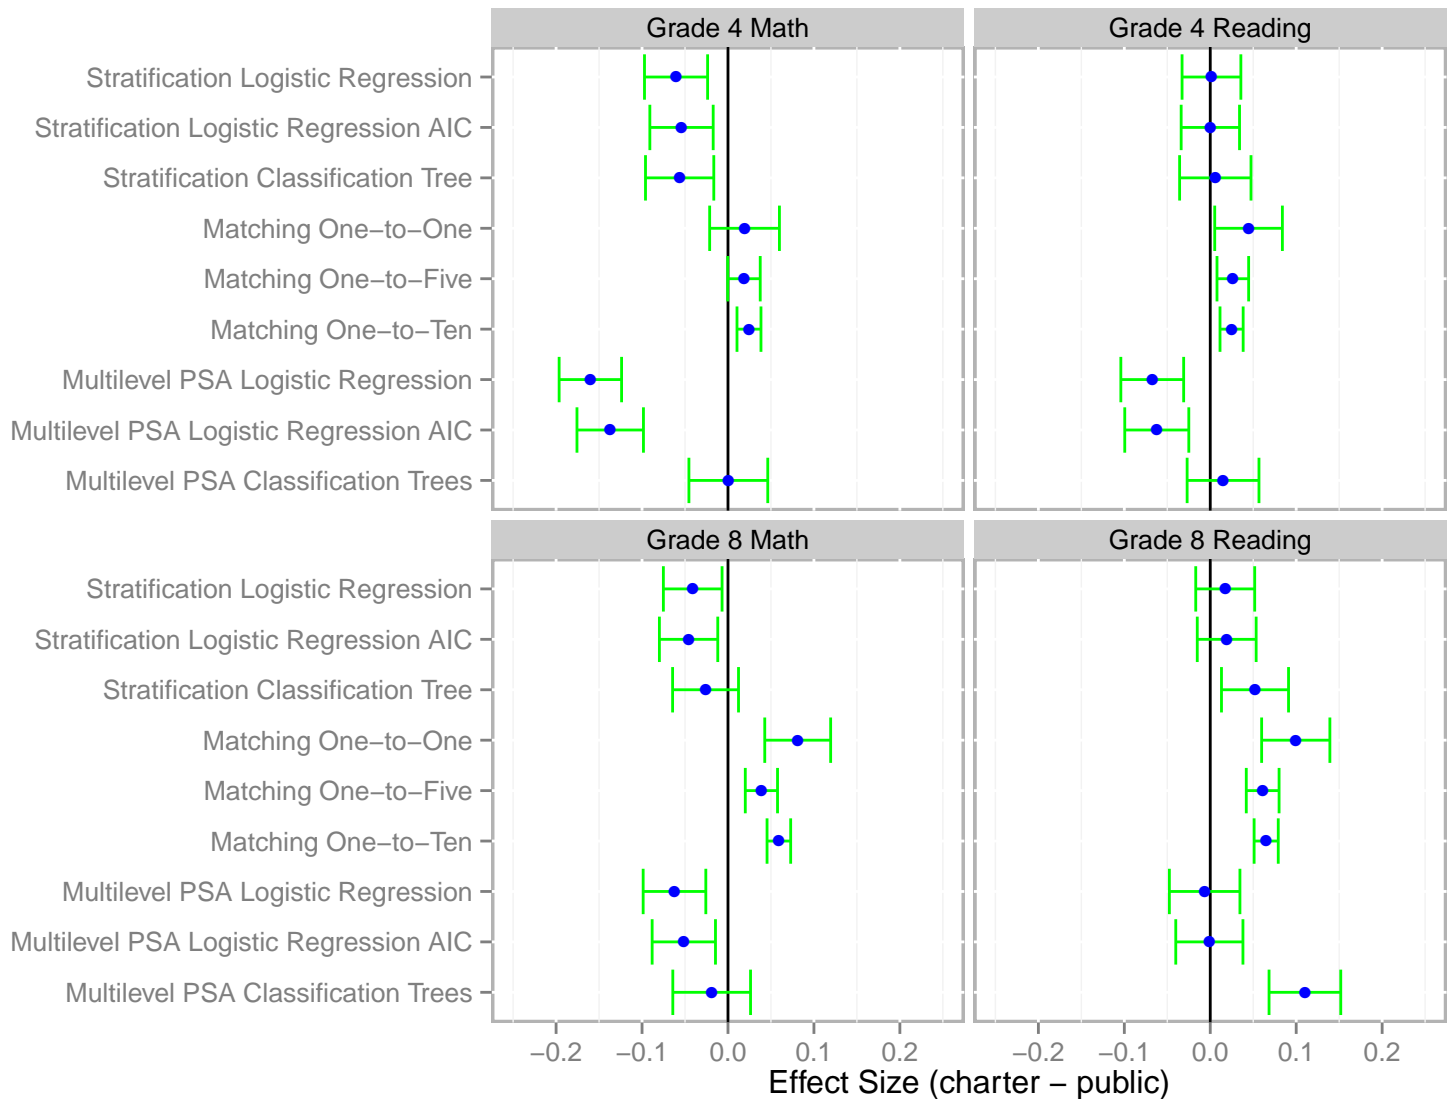 Grade 4 Math
Grade 4 Reading
Stratification Logistic Regression
Stratification Logistic Regression AIC
Stratification Classification Tree
Matching One−to−One
Matching One−to−Five
Matching One−to−Ten
Multilevel PSA Logistic Regression
Multilevel PSA Logistic Regression AIC
Multilevel PSA Classification Trees
Grade 8 Math
Grade 8 Reading
Stratification Logistic Regression
Stratification Logistic Regression AIC
Stratification Classification Tree
Matching One−to−One
Matching One−to−Five
Matching One−to−Ten
Multilevel PSA Logistic Regression
Multilevel PSA Logistic Regression AIC
Multilevel PSA Classification Trees
−0.2 −0.1 0.0 0.1 0.2 −0.2 −0.1 0.0 0.1 0.2
Effect Size (charter − public)